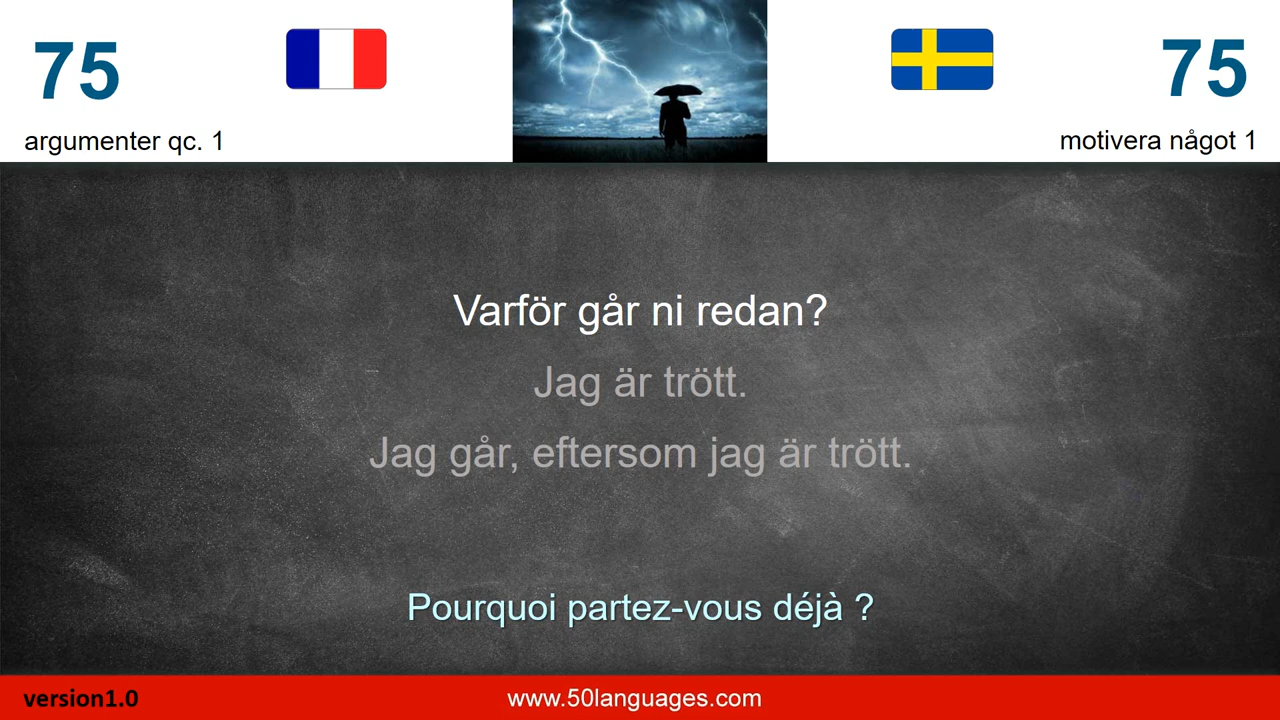 75
75
argumenter qc. 1
motivera något 1
Varför går ni redan?
Jag är trött.
Jag går, eftersom jag är trött.
Pourquoi partez-vous déjà ?
version1.0
www.50languages.com